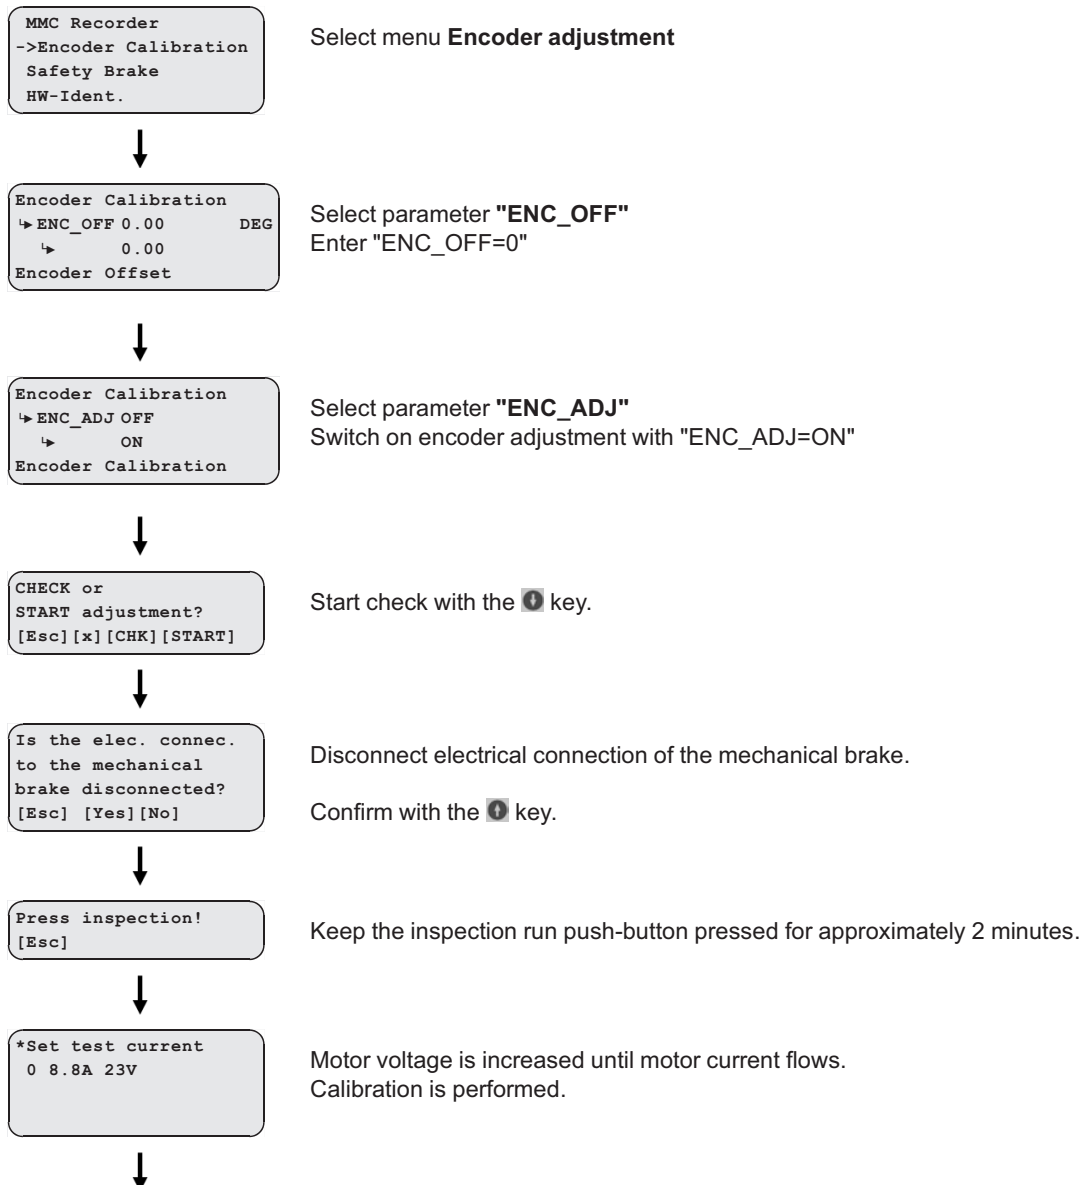 MMC Recorder
->Encoder Calibration
Safety Brake
HW-Ident.
Select menu Encoder adjustment
Encoder Calibration
↳ENC_OFF 0.00 DEG
↳ 0.00
Encoder Offset
Select parameter "ENC_OFF"
Enter "ENC_OFF=0"
Encoder Calibration
↳ENC_ADJ OFF
↳ ON
Encoder Calibration
Select parameter "ENC_ADJ"
Switch on encoder adjustment with "ENC_ADJ=ON"
CHECK or
START adjustment?
[Esc][x][CHK][START]
Start check with the ⬇ key.
Is the elec. connec.
to the mechanical
brake disconnected?
[Esc] [Yes][No]
Disconnect electrical connection of the mechanical brake.
Confirm with the ⬆ key.
Press inspection!
[Esc]
Keep the inspection run push-button pressed for approximately 2 minutes.
*Set test current
0 8.8A 23V
Motor voltage is increased until motor current flows.
Calibration is performed.